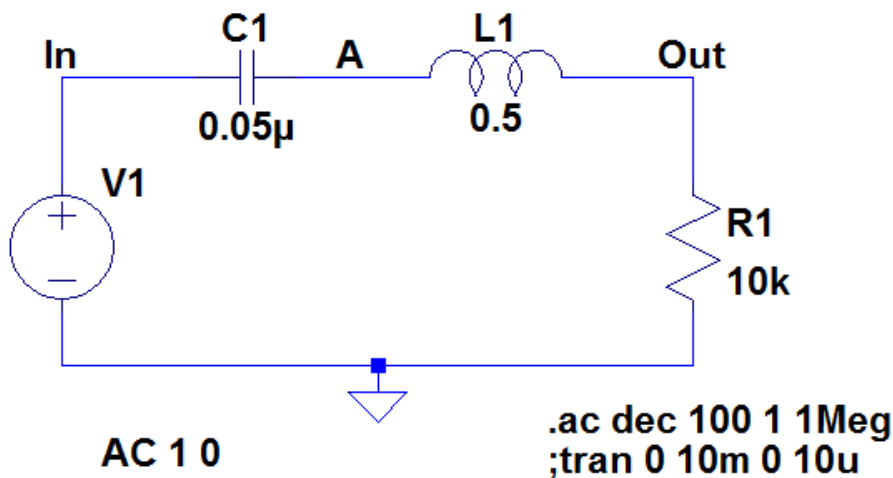 In
C1
A
L1
Out
0.05µ
0.5
V1
R1
10k
AC 1 0
.ac dec 100 1 1Meg
;tran 0 10m 0 10u